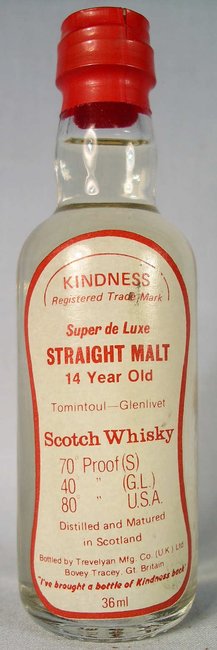 KINDNESS
Registered Trade Mark
Super de Luxe
STRAIGHT MALT
14 Year Old
Tomintoul-Glenlivet
Scotch Whisky
70° Proof (S)
40 " (G.L.)
80 " U.S.A.
Distilled and Matured
in Scotland
Bottled by Trevelyan Mfg. Co. (U K) Ltd
Bovey Tracey, Gt. Britain
"I've brought a bottle of Kindness back"
36ml